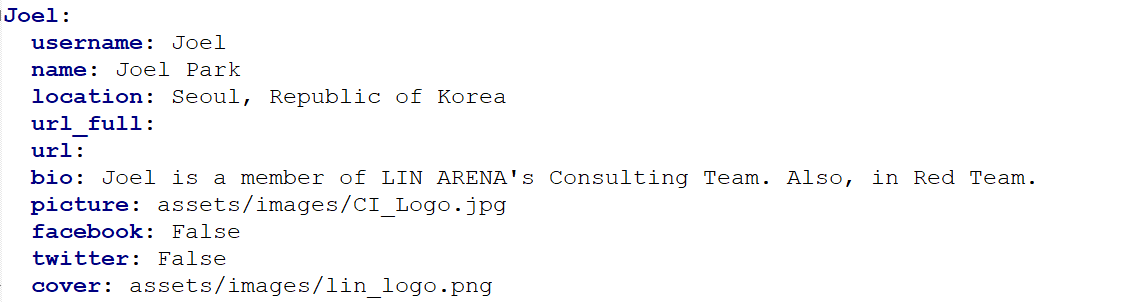 Joel:
username: Joel
name: Joel Park
location: Seoul, Republic of Korea
url_full:
url:
bio: Joel is a member of LIN ARENA's Consulting Team. Also, in Red Team.
picture: assets/images/CI_Logo.jpg
facebook: False
twitter: False
cover: assets/images/lin_logo.png